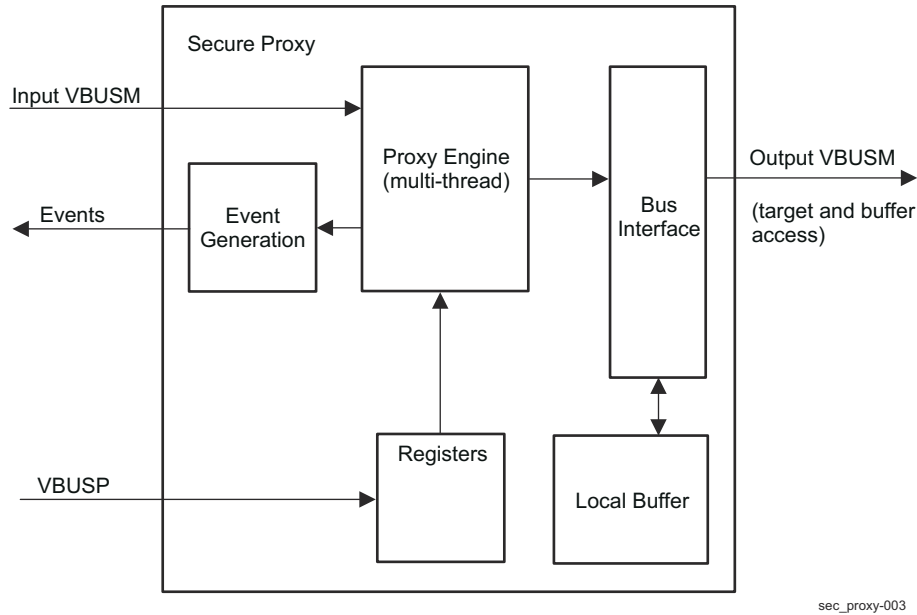 Secure Proxy
Input VBUSM
Proxy Engine
(multi-thread)
Output VBUSM
Events
Event
Generation
Bus
Interface
(target and buffer
access)
Registers
VBUSP
Local Buffer
sec_proxy-003